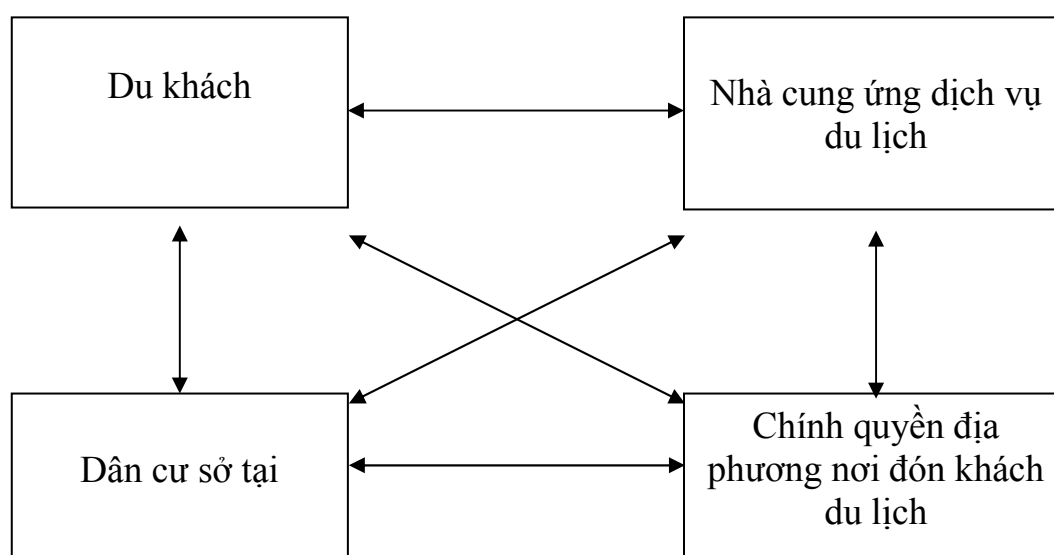 Du khách
Nhà cung ứng dịch vụ
du lịch
Dân cư sở tại
Chính quyền địa
phương nơi đón khách
du lịch